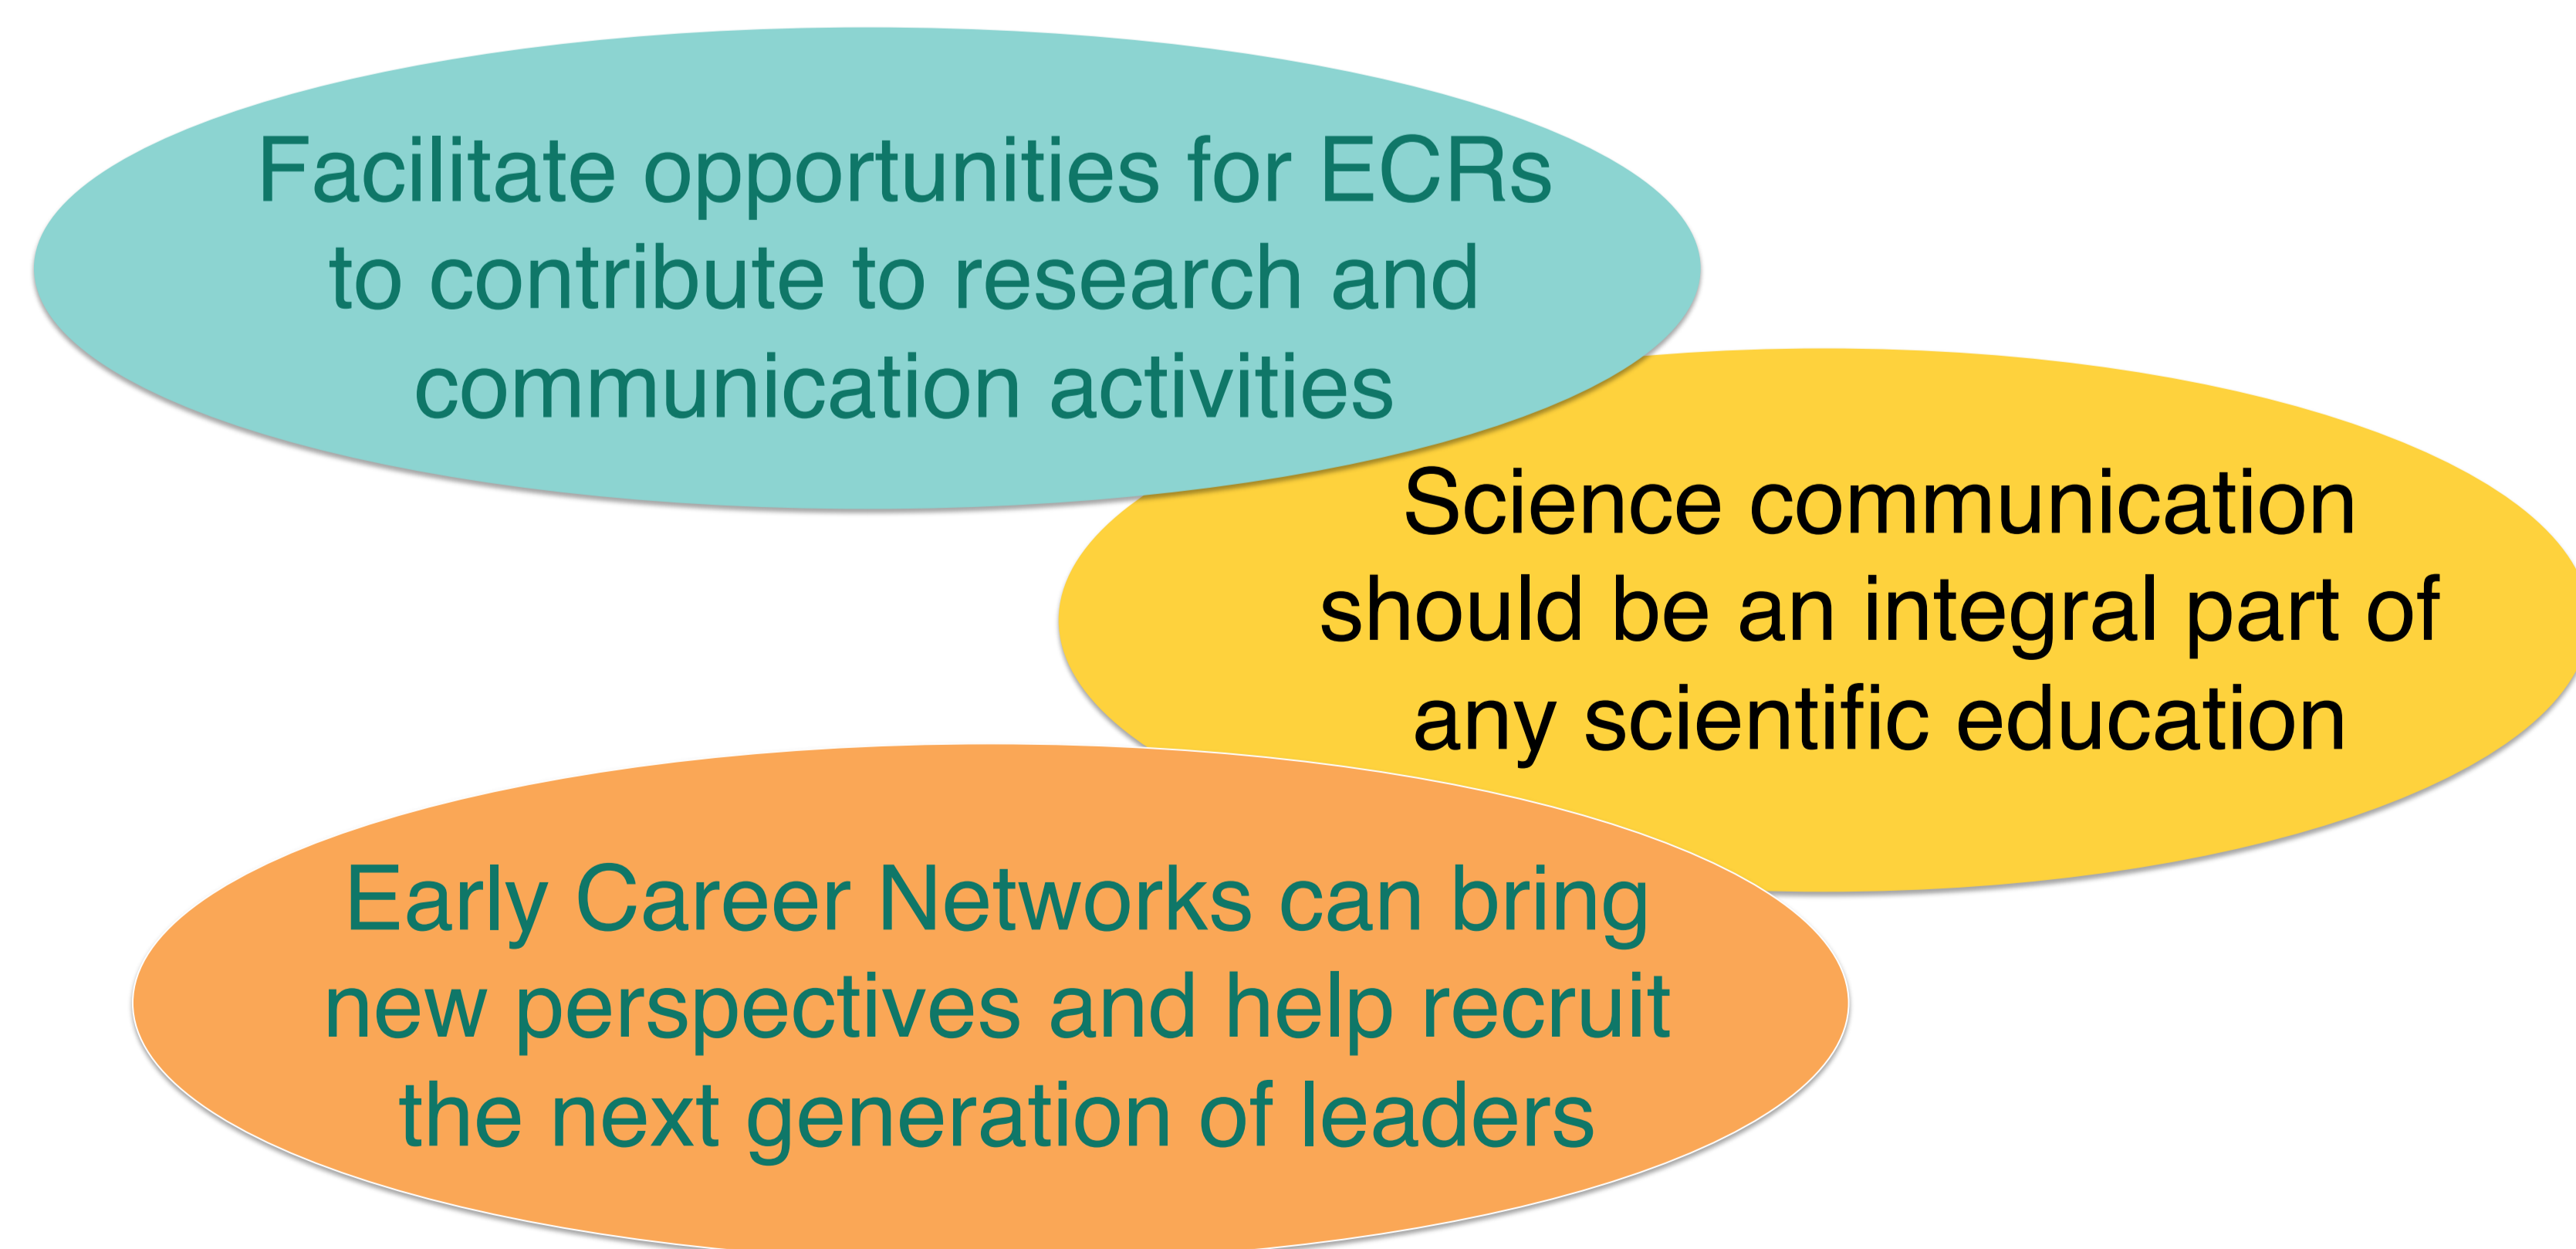 Facilitate opportunities for ECRs
to contribute to research and
communication activities
Science communication
should be an integral part of
any scientific education
Early Career Networks can bring
new perspectives and help recruit
the next generation of leaders